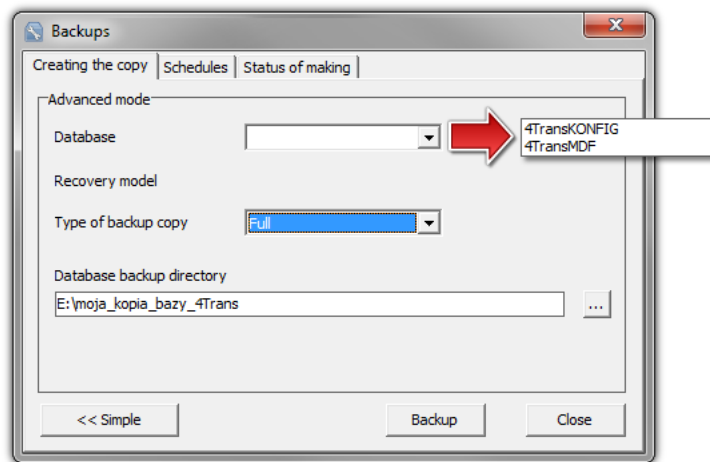 Backups
Creating the copy
Schedules
Status of making
Advanced mode
Database
4TransKONFIG
4TransMDF
Recovery model
Type of backup copy
Full
Database backup directory
E:\moja_kopia_bazy_4Trans
...
<< Simple
Backup
Close